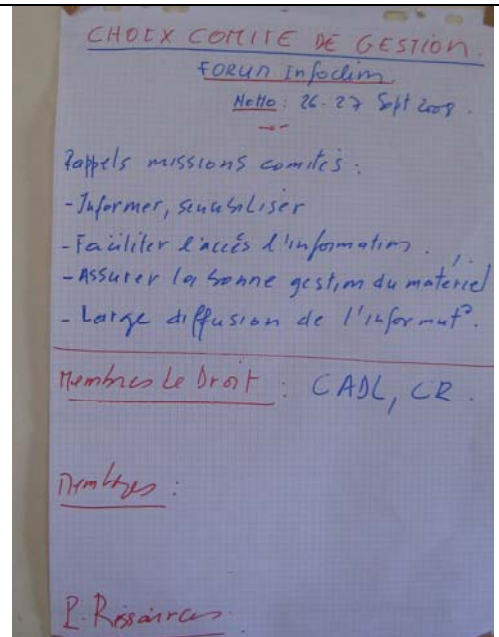 CHOIX COMITE DE GESTION.
FORUM Infoclim
Notto : 26-27 Sept 2008.
Rappels missions comités :
- Informer, sensibiliser
- Faciliter l'accès l'information.
- Assurer la bonne gestion du matériel
- Large diffusion de l'informat°.
Membres de Droit : CADL, CR.
Membres :
P. Ressources